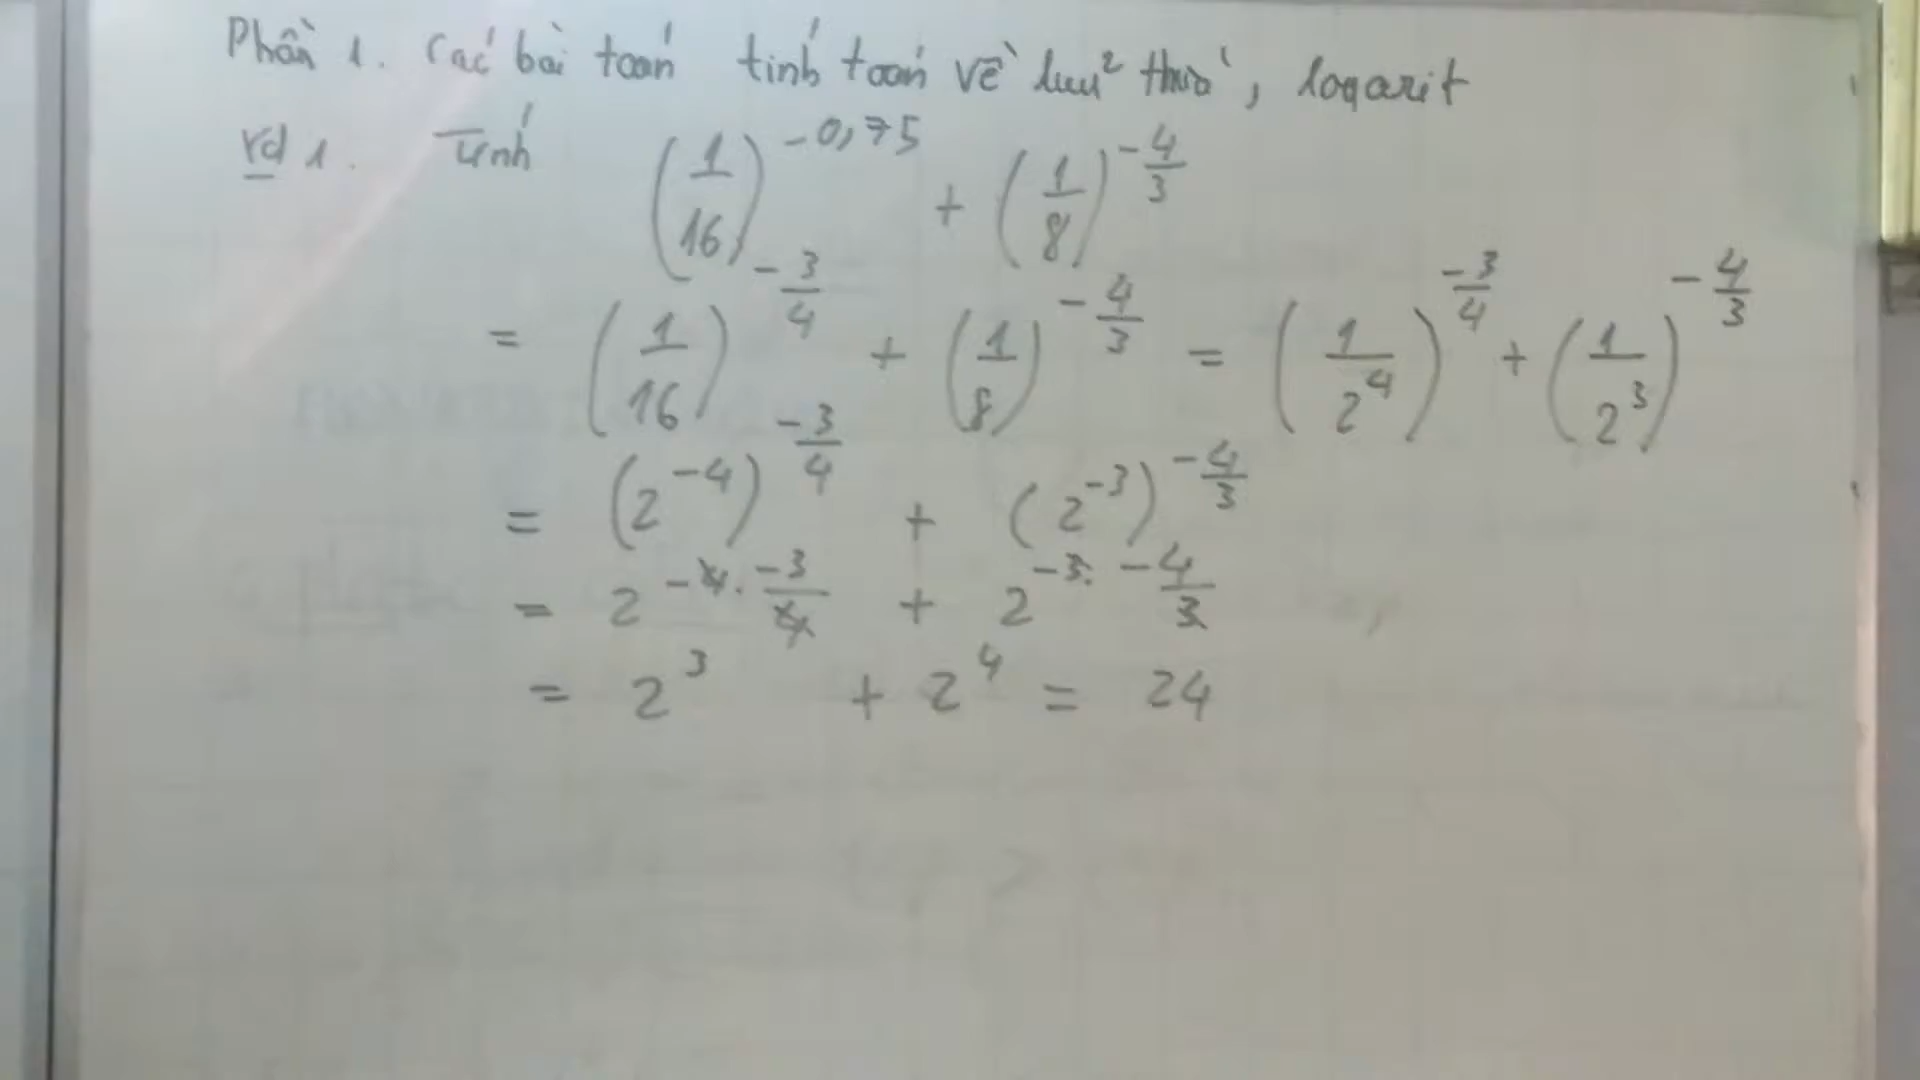 Phần 1. Các bài toán tính toán về luỹ thừa, logarit
Vd 1. Tính (1/16)^{-0,75} + (1/8)^{-4/3}
= (1/16)^{-3/4} + (1/8)^{-4/3} = (1/2^4)^{-3/4} + (1/2^3)^{-4/3}
= (2^{-4})^{-3/4} + (2^{-3})^{-4/3}
= 2^{-4 · -3/4} + 2^{-3 · -4/3}
= 2^3 + 2^4 = 24